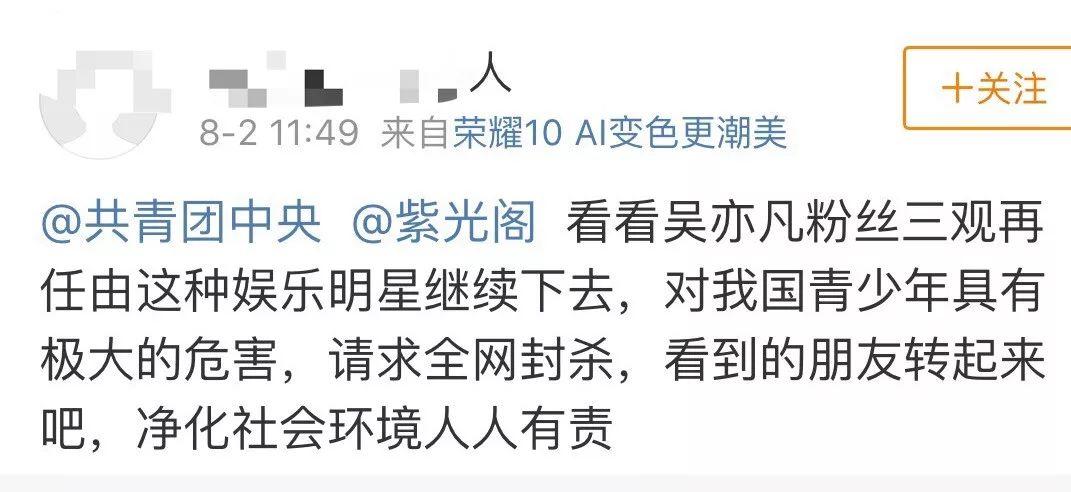 人
+关注
8-2 11:49 来自荣耀10 AI变色更潮美
@共青团中央 @紫光阁 看看吴亦凡粉丝三观再
任由这种娱乐明星继续下去，对我国青少年具有
极大的危害，请求全网封杀，看到的朋友转起来
吧，净化社会环境人人有责